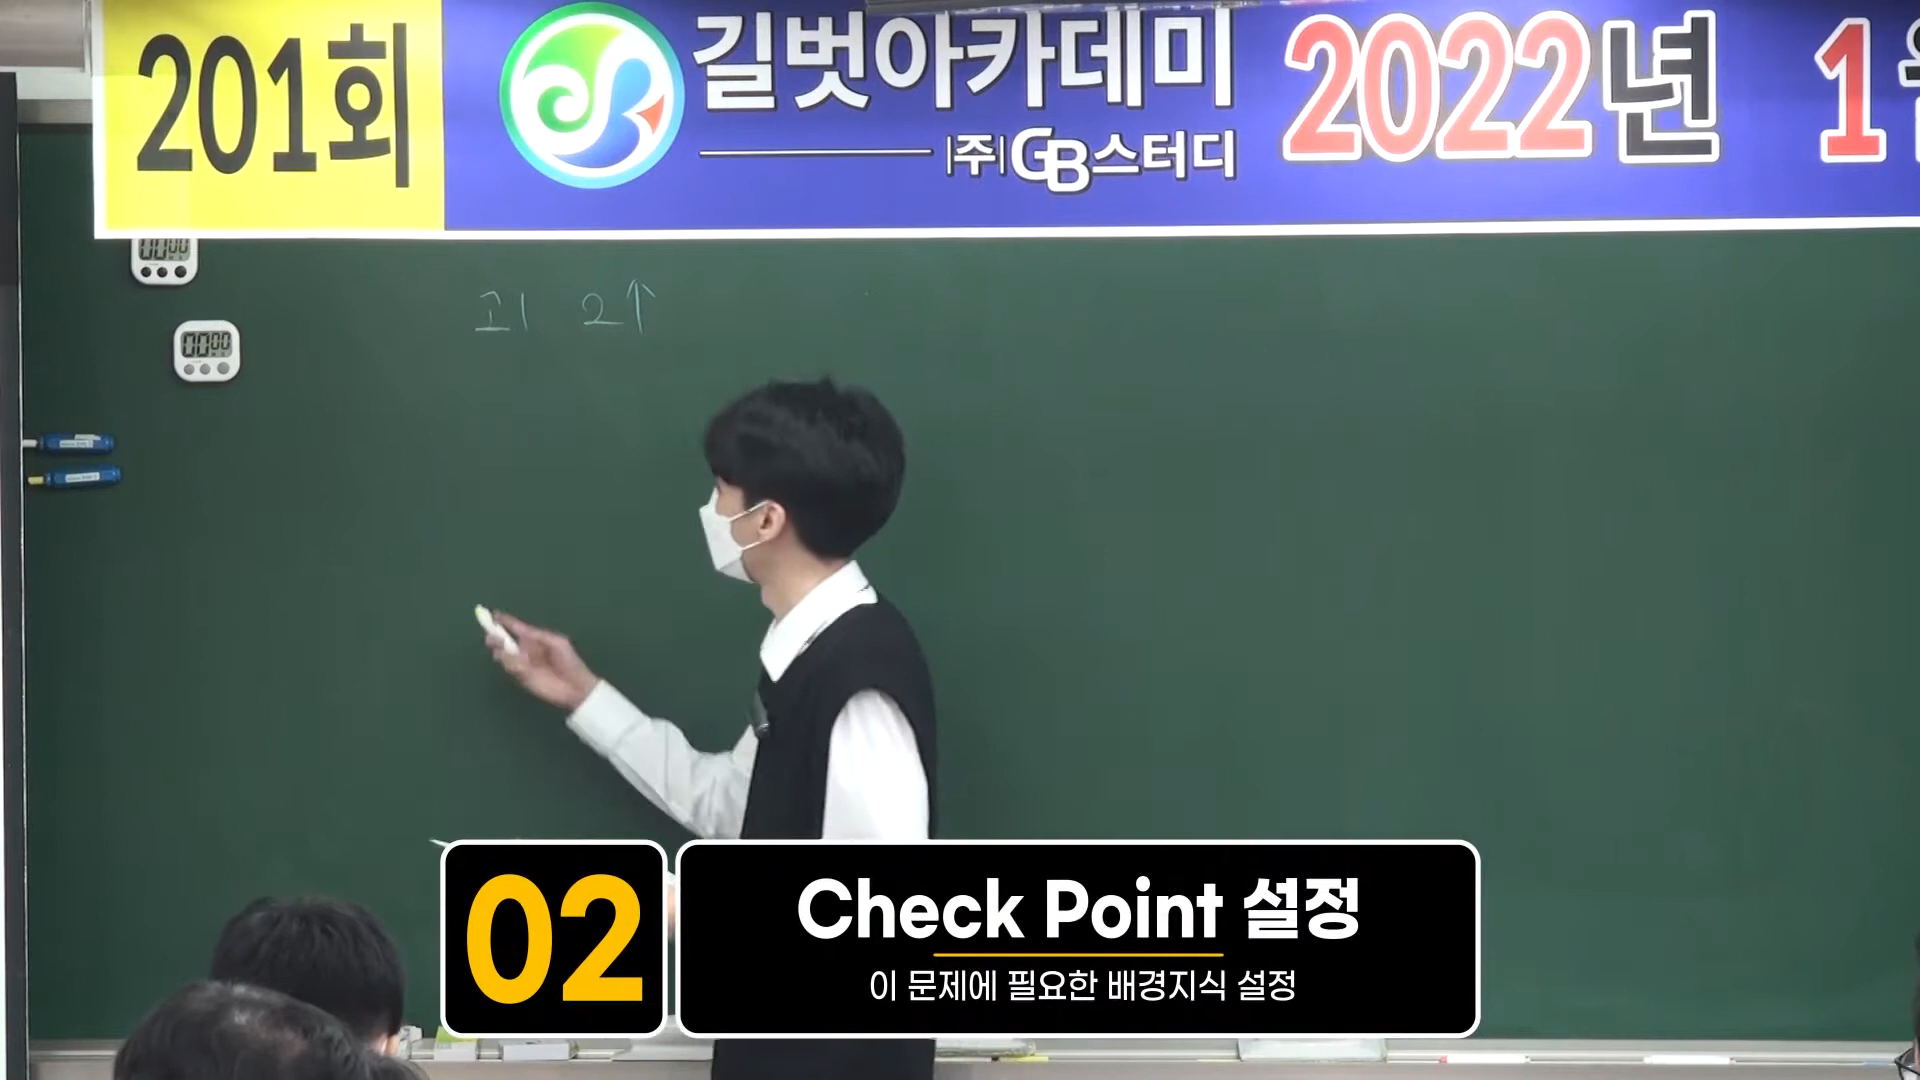 201회
길벗아카데미
(주)GB스터디
2022년 1월
고1 2↑
02
Check Point 설정
이 문제에 필요한 배경지식 설정